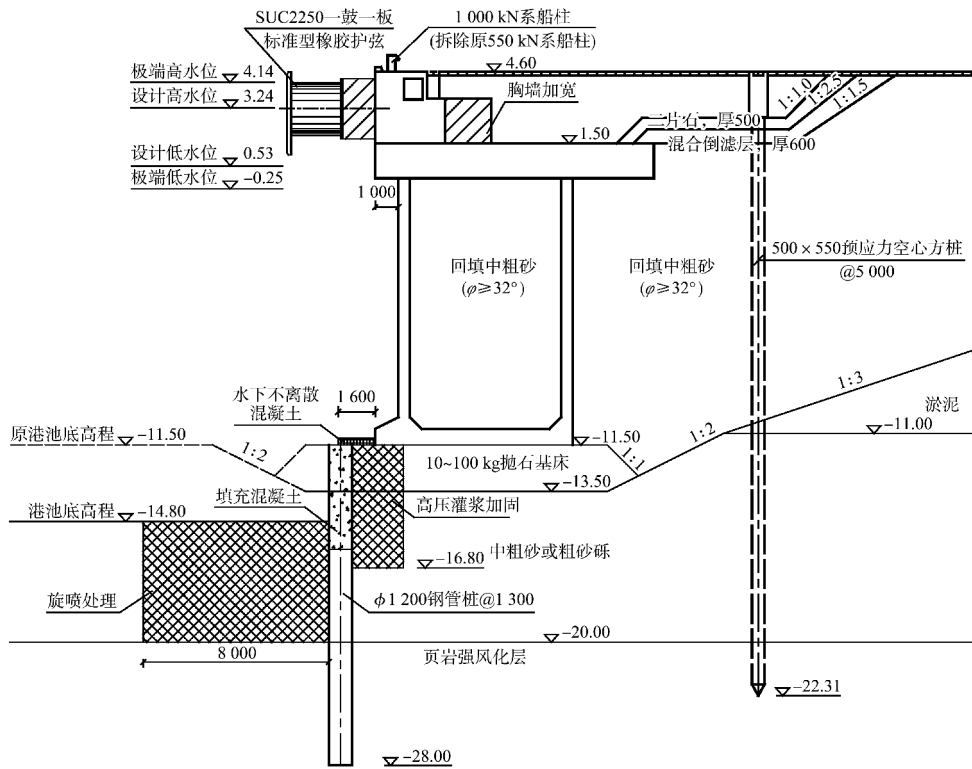 SUC2250一鼓一板
标准型橡胶护弦
1 000 kN系船柱
(拆除原550 kN系船柱)
极端高水位 4.14
4.60
设计高水位 3.24
胸墙加宽
1:1.0
1:2.5
1:1.5
二片石，厚500
1.50
混合倒滤层，厚600
设计低水位 0.53
极端低水位 -0.25
1 000
回填中粗砂
(φ≥32°)
回填中粗砂
(φ≥32°)
500×550预应力空心方桩
@5 000
水下不离散
混凝土
1 600
1:3
淤泥
原港池底高程 -11.50
-11.50
-11.00
1:2
1:1
1:2
10~100 kg抛石基床
-13.50
填充混凝土
高压灌浆加固
港池底高程 -14.80
-16.80 中粗砂或粗砂砾
旋喷处理
ϕ1 200钢管桩@1 300
-20.00
8 000
页岩强风化层
-22.31
-28.00